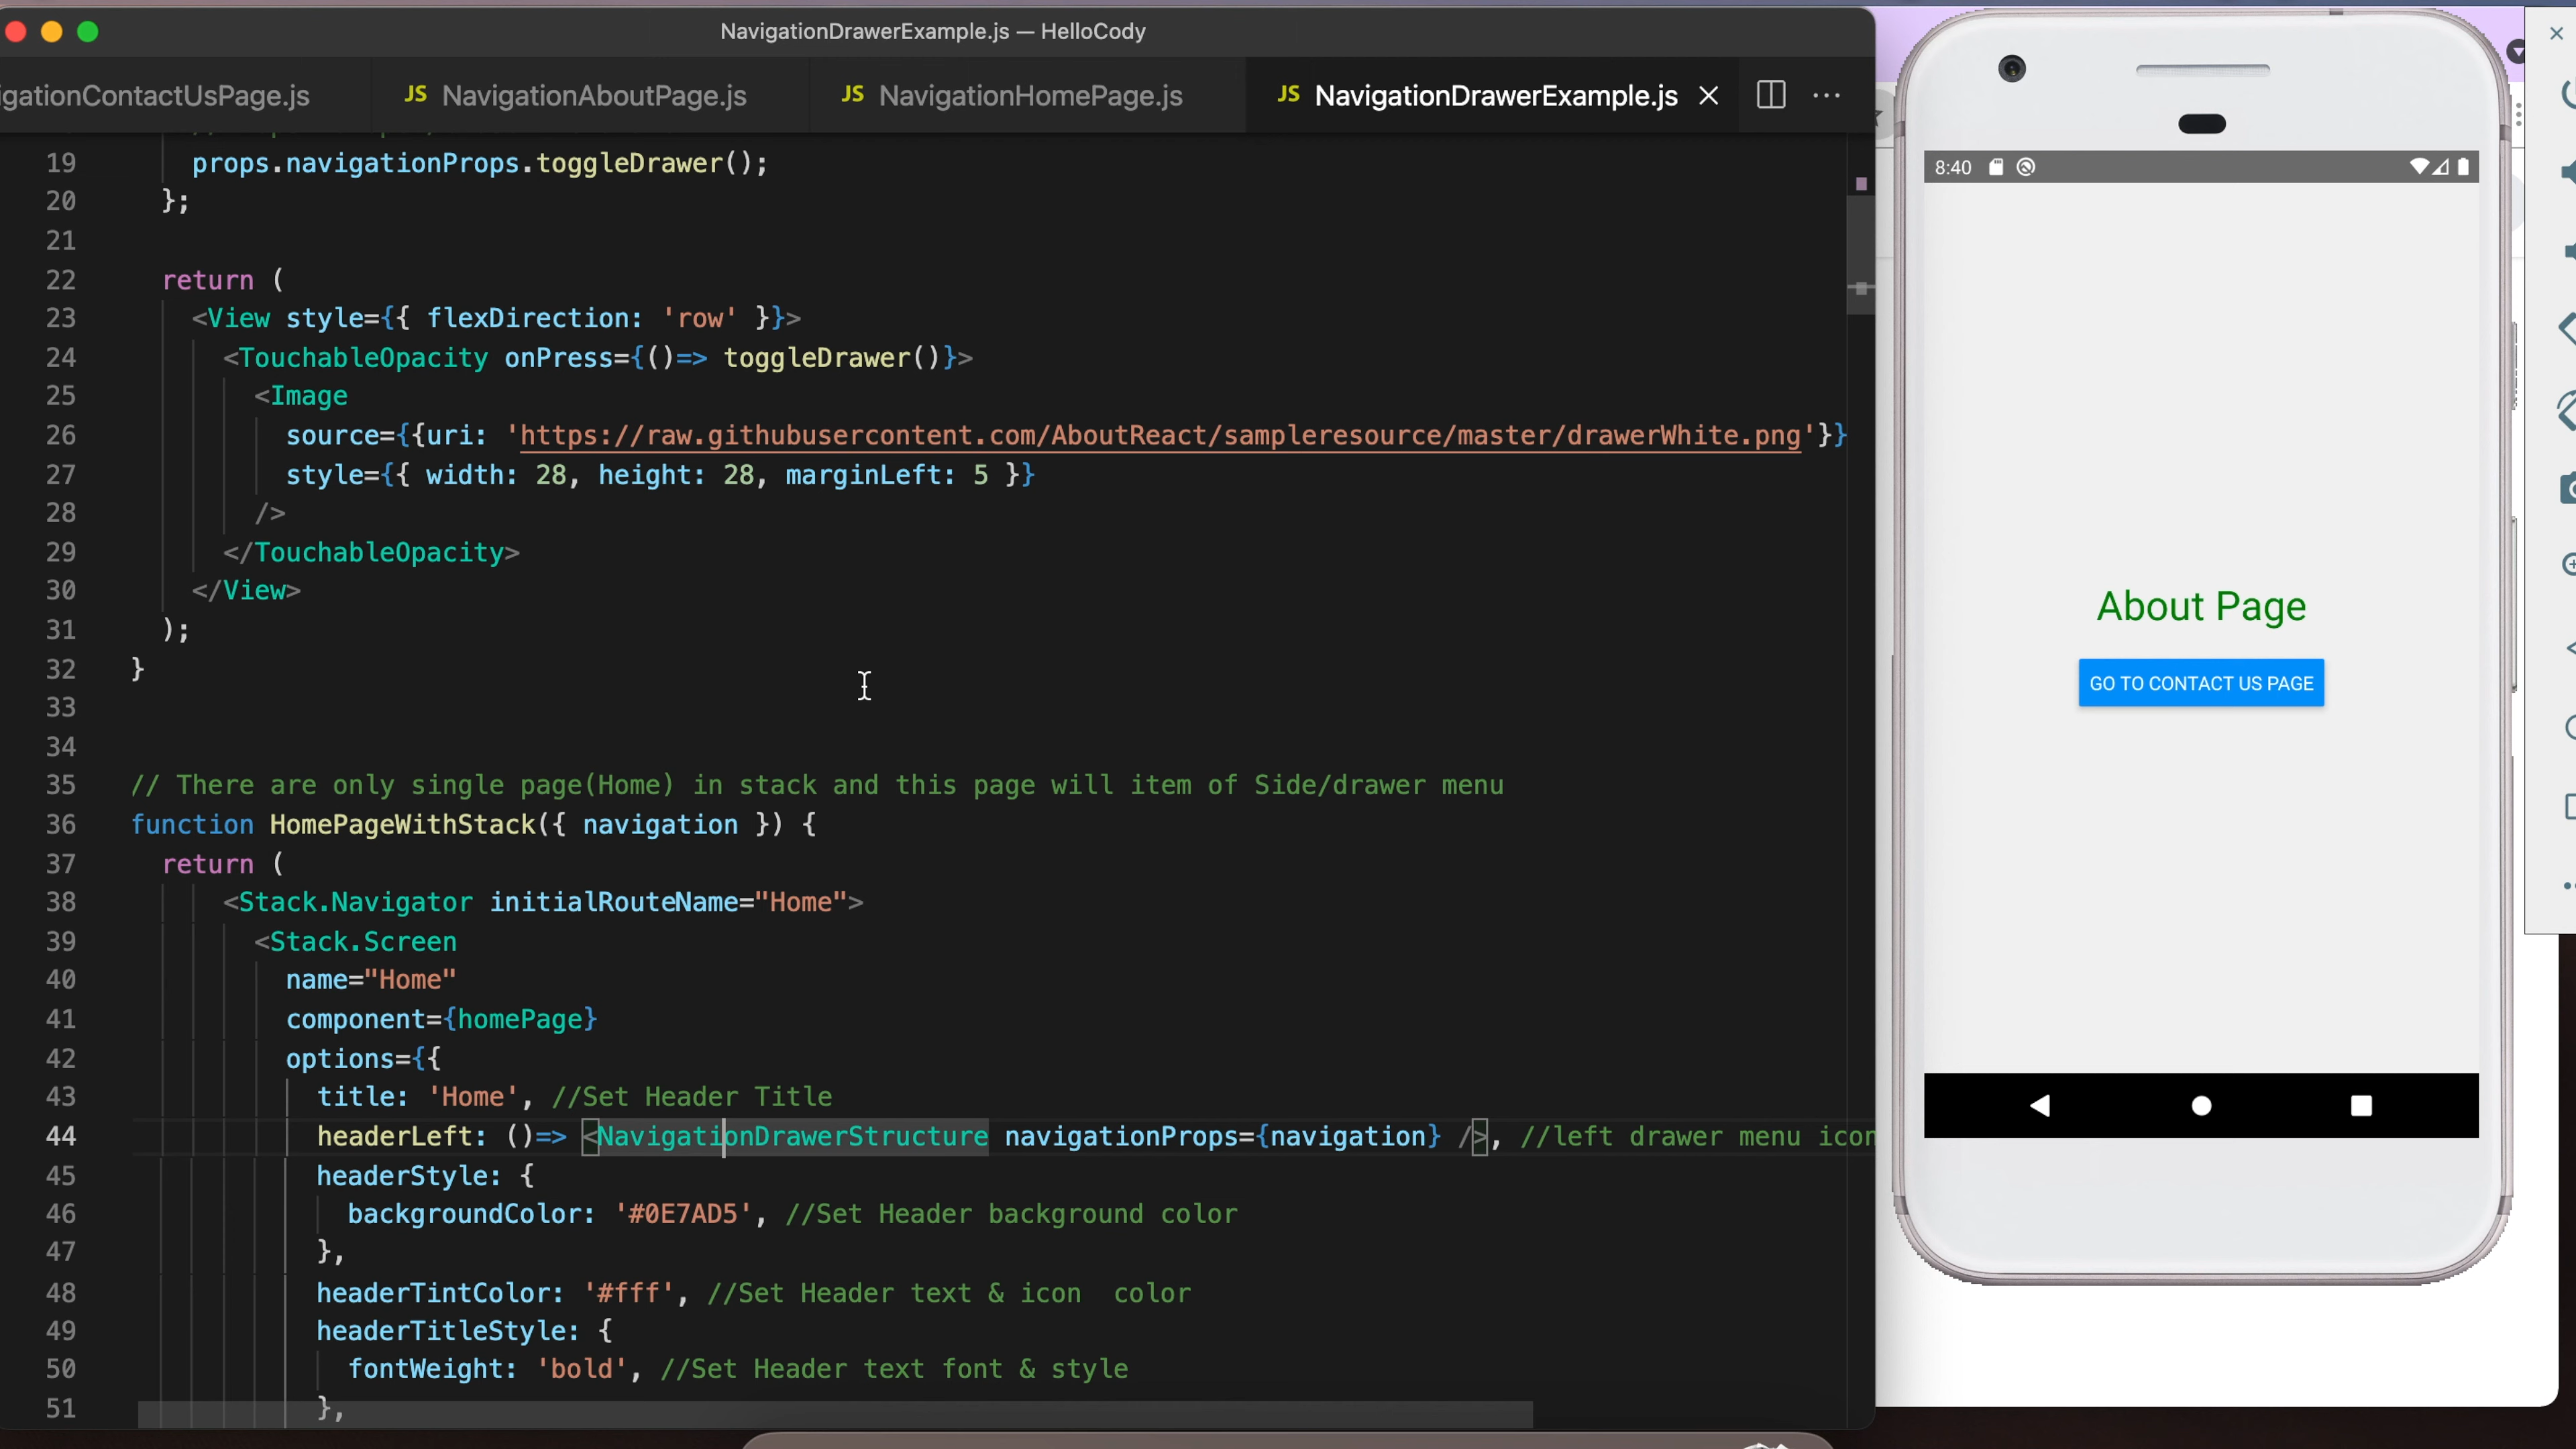 NavigationDrawerExample.js — HelloCody
igationContactUsPage.js
JS NavigationAboutPage.js
JS NavigationHomePage.js
JS NavigationDrawerExample.js
19 props.navigationProps.toggleDrawer();
20 };
21
22 return (
23 <View style={{ flexDirection: 'row' }}>
24 <TouchableOpacity onPress={()=> toggleDrawer()}>
25 <Image
26 source={{uri: 'https://raw.githubusercontent.com/AboutReact/sampleresource/master/drawerWhite.png'}}
27 style={{ width: 28, height: 28, marginLeft: 5 }}
28 />
29 </TouchableOpacity>
30 </View>
31 );
32 }
33
34
35 // There are only single page(Home) in stack and this page will item of Side/drawer menu
36 function HomePageWithStack({ navigation }) {
37 return (
38 <Stack.Navigator initialRouteName="Home">
39 <Stack.Screen
40 name="Home"
41 component={homePage}
42 options={{
43 title: 'Home', //Set Header Title
44 headerLeft: ()=> <NavigationDrawerStructure navigationProps={navigation} />, //left drawer menu icon
45 headerStyle: {
46 backgroundColor: '#0E7AD5', //Set Header background color
47 },
48 headerTintColor: '#fff', //Set Header text & icon  color
49 headerTitleStyle: {
50 fontWeight: 'bold', //Set Header text font & style
51 },
8:40
About Page
GO TO CONTACT US PAGE